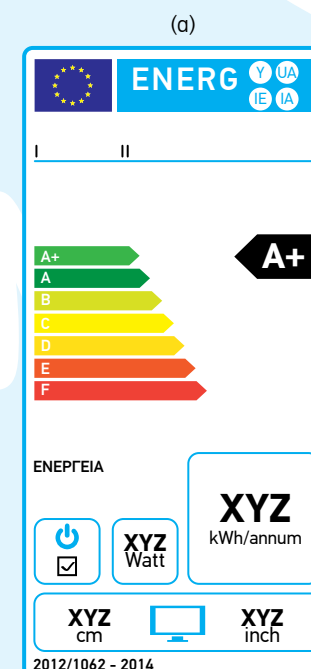 (α)
ENERG Y UA
IE IA
I II
A+
A+
A
B
C
D
E
F
ΕΝΕΡΓΕΙΑ
XYZ
kWh/annum
XYZ
Watt
XYZ
cm
XYZ
inch
2012/1062 - 2014